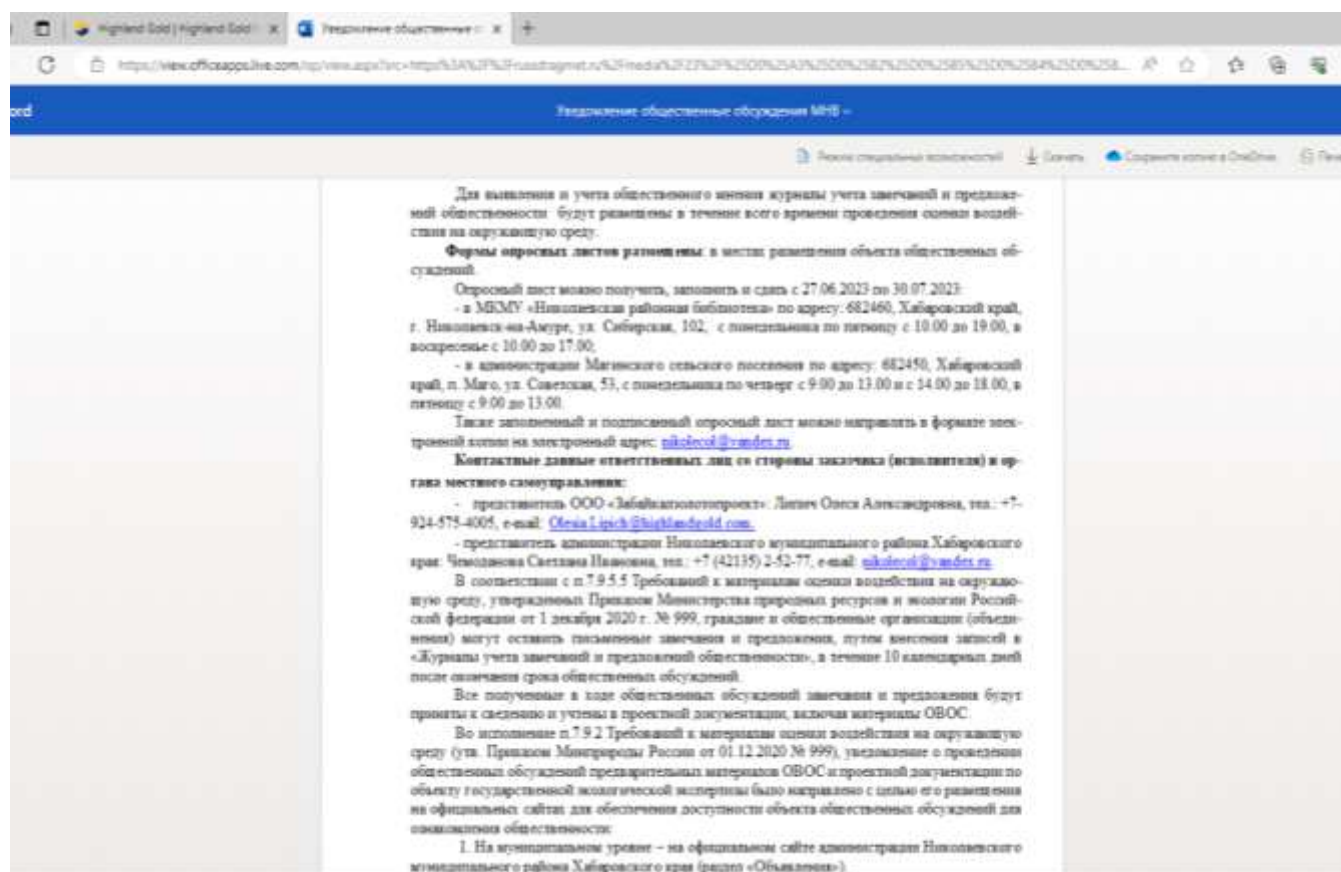 Highland Gold | Highland Gold
Уведомление общественные о
Уведомление общественные обсуждения МНВ –
Режим специальных возможностей Скачать Сохраните копию в OneDrive
Для выявления и учета общественного мнения журналы учета замечаний и предложе-
ний общественности будут размещены в течение всего времени проведения оценки воздей-
ствия на окружающую среду.
Формы опросных листов размещены: в местах размещения объекта общественных об-
суждений.
Опросный лист можно получить, заполнить и сдать с 27.06.2023 по 30.07.2023:
- в МКМУ «Николаевская районная библиотека» по адресу: 682460, Хабаровский край,
г. Николаевск-на-Амуре, ул. Сибирская, 102, с понедельника по пятницу с 10.00 до 19.00, в
воскресенье с 10.00 до 17.00;
- в администрации Магинского сельского поселения по адресу: 682450, Хабаровский
край, п. Маго, ул. Советская, 53, с понедельника по четверг с 9.00 до 13.00 и с 14.00 до 18.00, в
пятницу с 9.00 до 13.00.
Также заполненный и подписанный опросный лист можно направлять в формате элек-
тронной копии на электронный адрес: nikolecol@yandex.ru.
Контактные данные ответственных лиц со стороны заказчика (исполнителя) и ор-
гана местного самоуправления:
- представитель ООО «Забайкалзолотопроект»: Липич Олеся Александровна, тел.: +7-
924-575-4005, e-mail: Olesia.Lipich@highlandgold.com.
- представитель администрации Николаевского муниципального района Хабаровского
края: Чемоданова Светлана Ивановна, тел.: +7 (42135) 2-52-77, e-mail: nikolecol@yandex.ru.
В соответствии с п.7.9.5.5 Требований к материалам оценки воздействия на окружаю-
щую среду, утвержденных Приказом Министерства природных ресурсов и экологии Россий-
ской федерации от 1 декабря 2020 г. № 999, граждане и общественные организации (объеди-
нения) могут оставить письменные замечания и предложения, путем внесения записей в
«Журналы учета замечаний и предложений общественности», в течение 10 календарных дней
после окончания срока общественных обсуждений.
Все полученные в ходе общественных обсуждений замечания и предложения будут
приняты к сведению и учтены в проектной документации, включая материалы ОВОС.
Во исполнение п.7.9.2 Требований к материалам оценки воздействия на окружающую
среду (утв. Приказом Минприроды России от 01.12.2020 № 999), уведомление о проведении
общественных обсуждений предварительных материалов ОВОС и проектной документации по
объекту государственной экологической экспертизы было направлено с целью его размещения
на официальных сайтах для обеспечения доступности объекта общественных обсуждений для
ознакомления общественности:
1. На муниципальном уровне – на официальном сайте администрации Николаевского
муниципального района Хабаровского края (раздел «Объявления»)